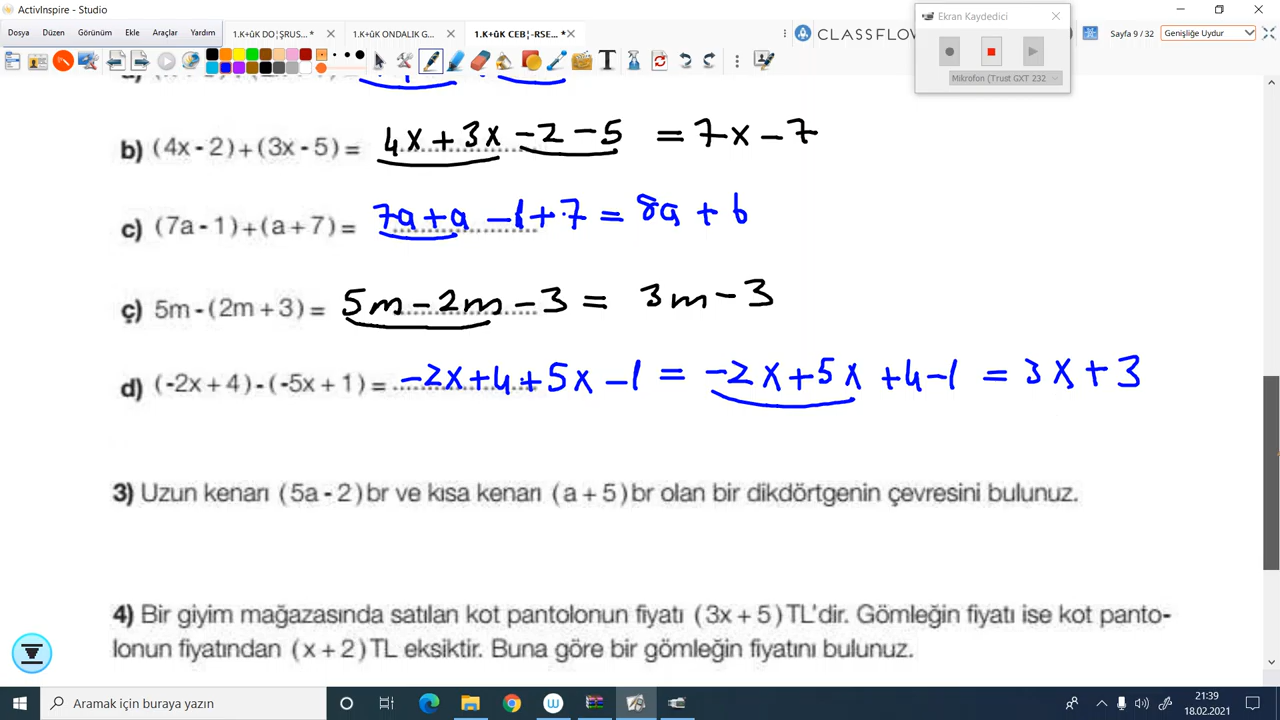 ActivInspire - Studio
Ekran Kaydedici
Dosya Düzen Görünüm Ekle Araçlar Yardım
1.K+ûK DO¦ŞRUS... * 1.K+ûK ONDALIK G... 1.K+ûK CEB¦-RSE...*
CLASSFLOW
Sayfa 9 / 32 Genişliğe Uydur
Mikrofon (Trust GXT 232
b) (4x - 2) + (3x - 5) = 4x + 3x - 2 - 5 = 7x - 7
c) (7a - 1) + (a + 7) = 7a + a - 1 + 7 = 8a + 6
ç) 5m - (2m + 3) = 5m - 2m - 3 = 3m - 3
d) (-2x + 4) - (-5x + 1) = -2x + 4 + 5x - 1 = -2x + 5x + 4 - 1 = 3x + 3
3) Uzun kenarı (5a - 2) br ve kısa kenarı (a + 5) br olan bir dikdörtgenin çevresini bulunuz.
4) Bir giyim mağazasında satılan kot pantolonun fiyatı (3x + 5) TL'dir. Gömleğin fiyatı ise kot panto-
lonun fiyatından (x + 2) TL eksiktir. Buna göre bir gömleğin fiyatını bulunuz.
Aramak için buraya yazın
21:39
18.02.2021